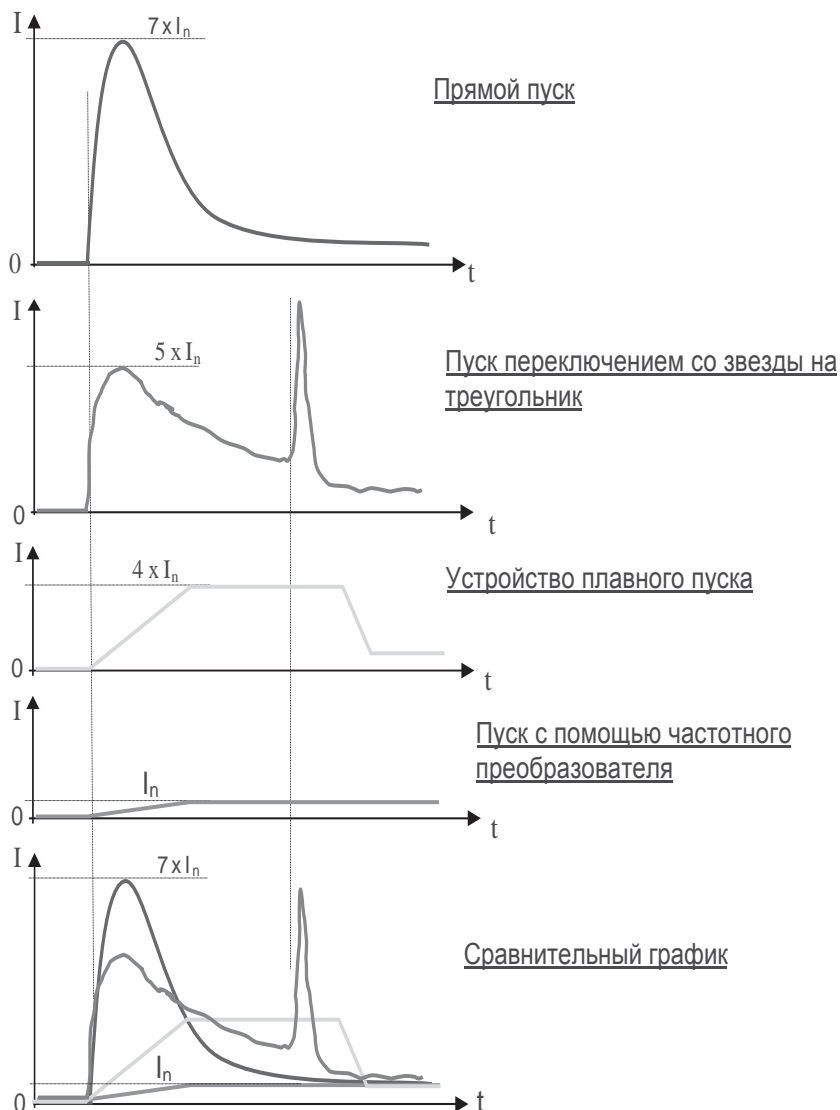 I
7 x Iₙ
Прямой пуск
0
t
I
5 x Iₙ
Пуск переключением со звезды на
треугольник
0
t
I
4 x Iₙ
Устройство плавного пуска
0
t
I
Пуск с помощью частотного
преобразователя
Iₙ
0
t
I
7 x Iₙ
Сравнительный график
Iₙ
0
t